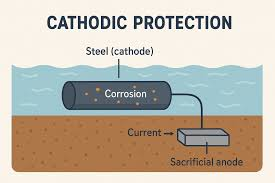 CATHODIC PROTECTION
Steel (cathode)
Corrosion
Current
Sacrificial anode